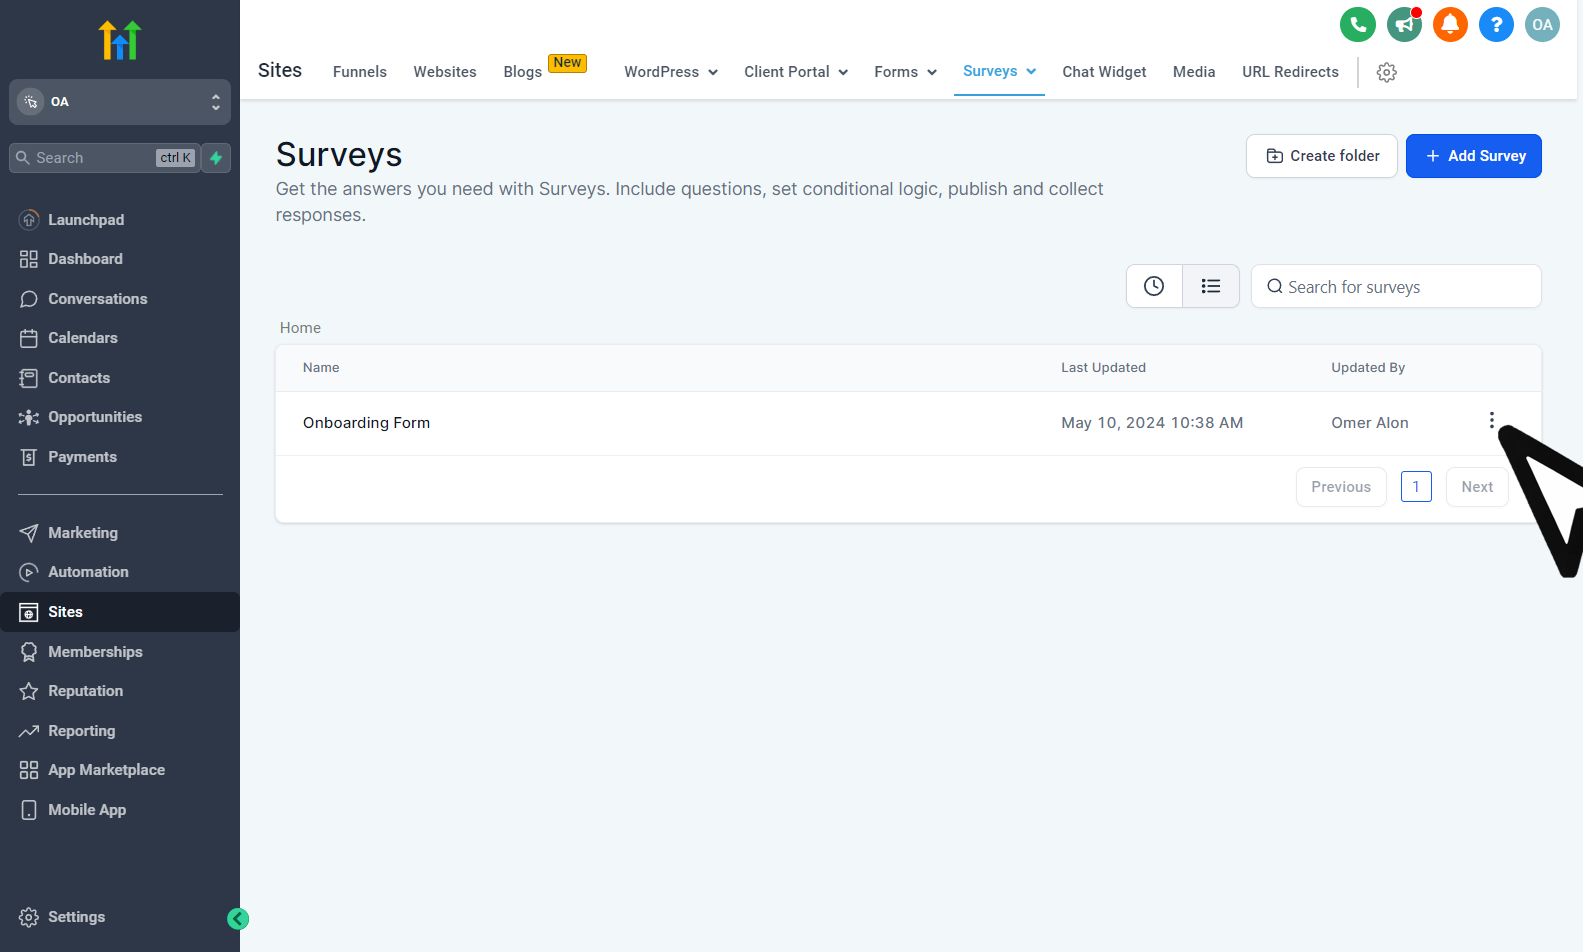 OA
Search ctrl K
Launchpad
Dashboard
Conversations
Calendars
Contacts
Opportunities
Payments
Marketing
Automation
Sites
Memberships
Reputation
Reporting
App Marketplace
Mobile App
Settings
? OA
Sites Funnels Websites Blogs New WordPress Client Portal Forms Surveys Chat Widget Media URL Redirects
Surveys
Get the answers you need with Surveys. Include questions, set conditional logic, publish and collect
responses.
Create folder + Add Survey
Search for surveys
Home
Name Last Updated Updated By
Onboarding Form May 10, 2024 10:38 AM Omer Alon
Previous 1 Next